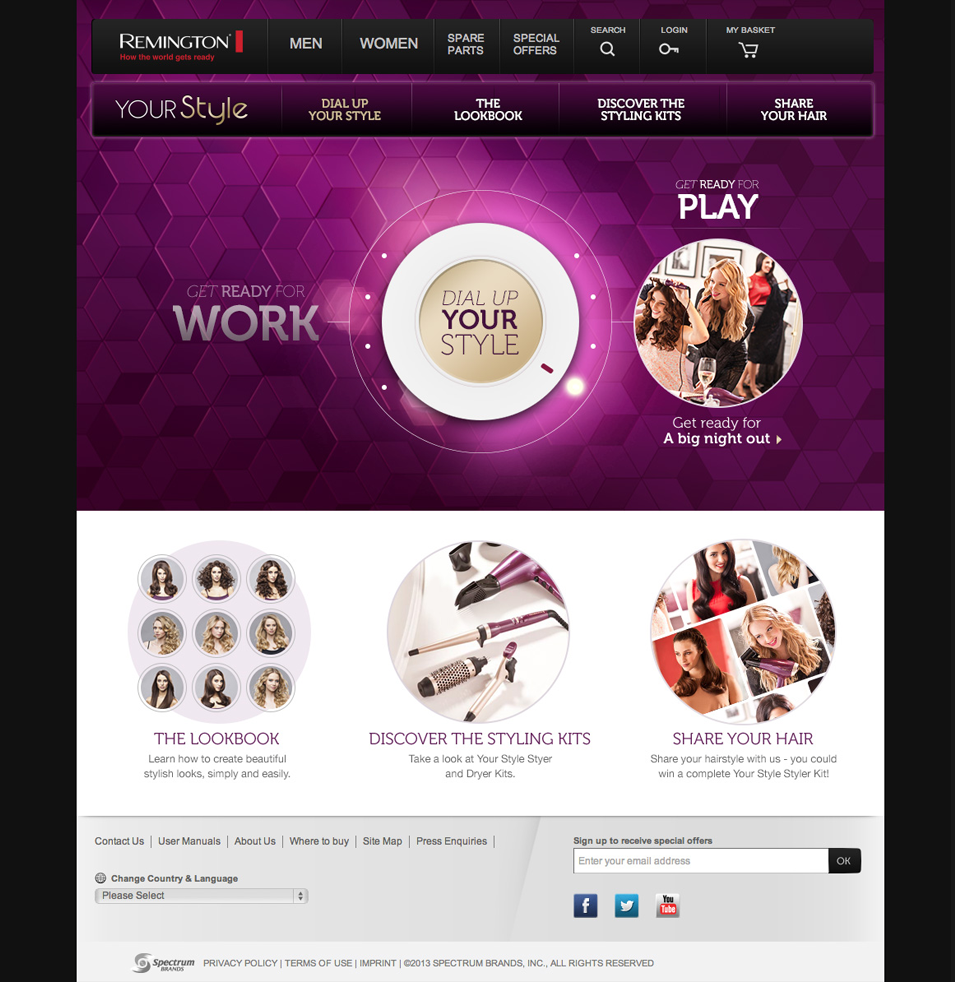 REMINGTON®
How the world gets ready
MEN
WOMEN
SPARE
PARTS
SPECIAL
OFFERS
SEARCH
LOGIN
MY BASKET
YOUR Style
DIAL UP
YOUR STYLE
THE
LOOKBOOK
DISCOVER THE
STYLING KITS
SHARE
YOUR HAIR
GET READY FOR
WORK
DIAL UP
YOUR
STYLE
GET READY FOR
PLAY
Get ready for
A big night out
THE LOOKBOOK
Learn how to create beautiful
stylish looks, simply and easily.
DISCOVER THE STYLING KITS
Take a look at Your Style Styer
and Dryer Kits.
SHARE YOUR HAIR
Share your hairstyle with us - you could
win a complete Your Style Styler Kit!
Contact Us | User Manuals | About Us | Where to buy | Site Map | Press Enquiries |
Change Country & Language
Please Select
Sign up to receive special offers
Enter your email address
OK
f
You
Tube
Spectrum
BRANDS
PRIVACY POLICY | TERMS OF USE | IMPRINT | ©2013 SPECTRUM BRANDS, INC., ALL RIGHTS RESERVED